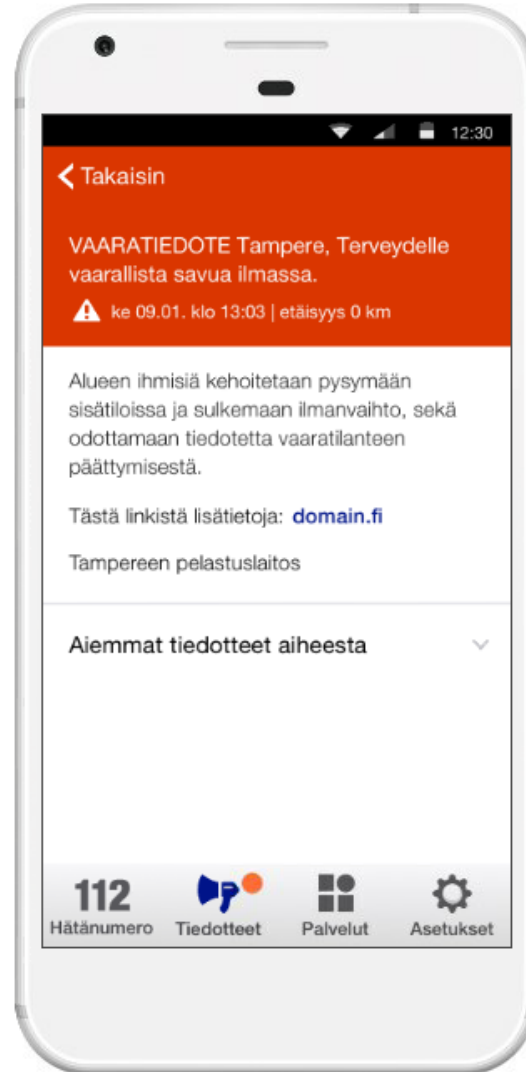 12:30
Takaisin
VAARATIEDOTE Tampere, Terveydelle
vaarallista savua ilmassa.
ke 09.01. klo 13:03 | etäisyys 0 km
Alueen ihmisiä kehoitetaan pysymään
sisätiloissa ja sulkemaan ilmanvaihto, sekä
odottamaan tiedotetta vaaratilanteen
päättymisestä.
Tästä linkistä lisätietoja: domain.fi
Tampereen pelastuslaitos
Aiemmat tiedotteet aiheesta
112
Hätänumero Tiedotteet Palvelut Asetukset